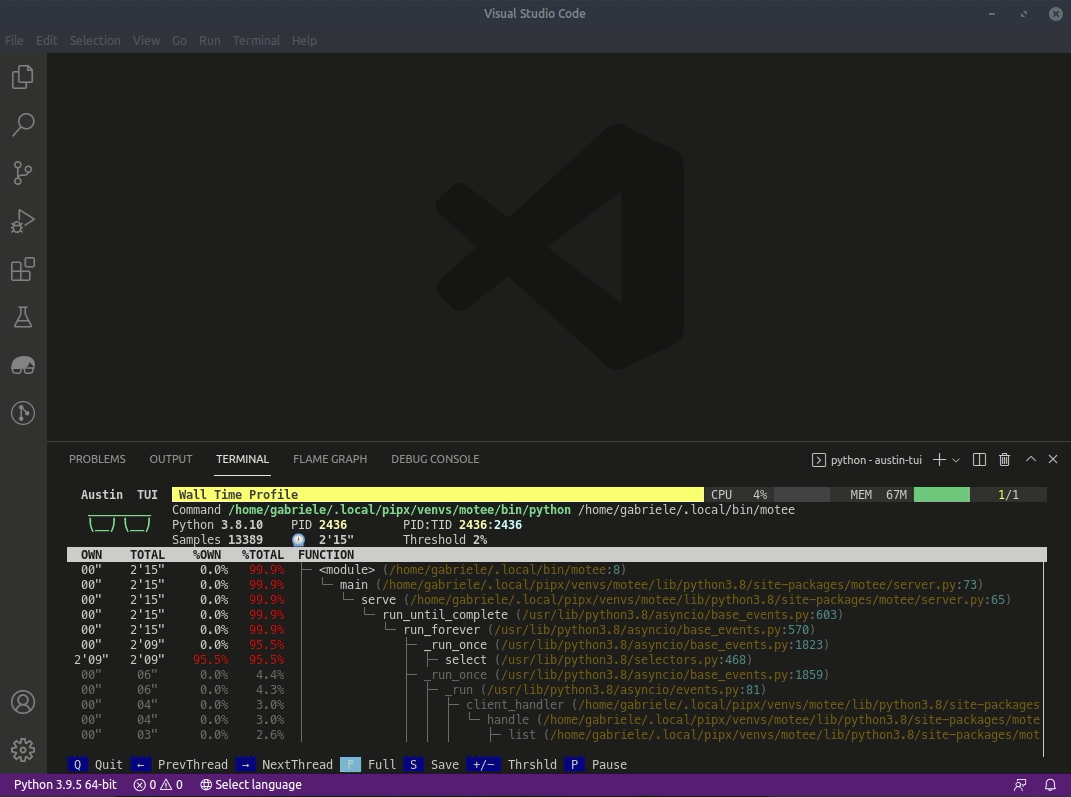 Visual Studio Code
File Edit Selection View Go Run Terminal Help
PROBLEMS OUTPUT TERMINAL FLAME GRAPH DEBUG CONSOLE python - austin-tui
Austin TUI Wall Time Profile CPU 4% MEM 67M 1/1
Command /home/gabriele/.local/pipx/venvs/motee/bin/python /home/gabriele/.local/bin/motee
Python 3.8.10 PID 2436 PID:TID 2436:2436
Samples 13389 2'15" Threshold 2%
OWN TOTAL %OWN %TOTAL FUNCTION
00" 2'15" 0.0% 99.9% <module> (/home/gabriele/.local/bin/motee:8)
00" 2'15" 0.0% 99.9% main (/home/gabriele/.local/pipx/venvs/motee/lib/python3.8/site-packages/motee/server.py:73)
00" 2'15" 0.0% 99.9% serve (/home/gabriele/.local/pipx/venvs/motee/lib/python3.8/site-packages/motee/server.py:65)
00" 2'15" 0.0% 99.9% run_until_complete (/usr/lib/python3.8/asyncio/base_events.py:603)
00" 2'15" 0.0% 99.9% run_forever (/usr/lib/python3.8/asyncio/base_events.py:570)
00" 2'09" 0.0% 95.5% _run_once (/usr/lib/python3.8/asyncio/base_events.py:1823)
2'09" 2'09" 95.5% 95.5% select (/usr/lib/python3.8/selectors.py:468)
00" 06" 0.0% 4.4% _run_once (/usr/lib/python3.8/asyncio/base_events.py:1859)
00" 06" 0.0% 4.3% _run (/usr/lib/python3.8/asyncio/events.py:81)
00" 04" 0.0% 3.0% client_handler (/home/gabriele/.local/pipx/venvs/motee/lib/python3.8/site-packages
00" 04" 0.0% 3.0% handle (/home/gabriele/.local/pipx/venvs/motee/lib/python3.8/site-packages/mote
00" 03" 0.0% 2.6% list (/home/gabriele/.local/pipx/venvs/motee/lib/python3.8/site-packages/mot
Q Quit ← PrevThread → NextThread F Full S Save +/- Thrshld P Pause
Python 3.9.5 64-bit 0 0 Select language